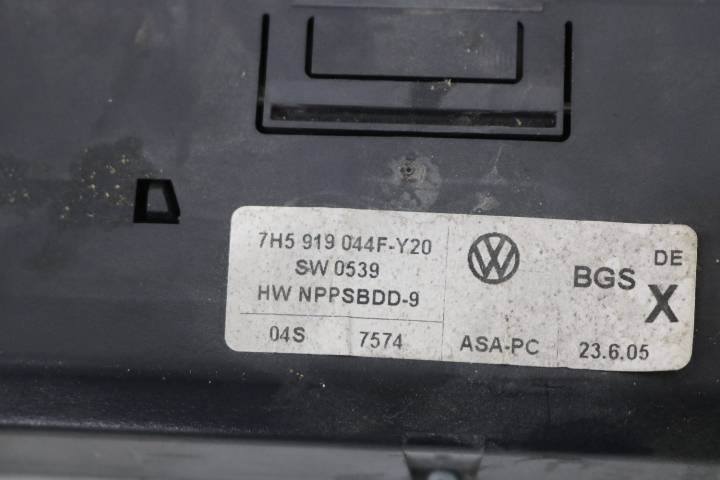 7H5 919 044F-Y20
SW 0539
HW NPPSBDD-9
04S 7574
ASA-PC
DE
BGS
X
23.6.05